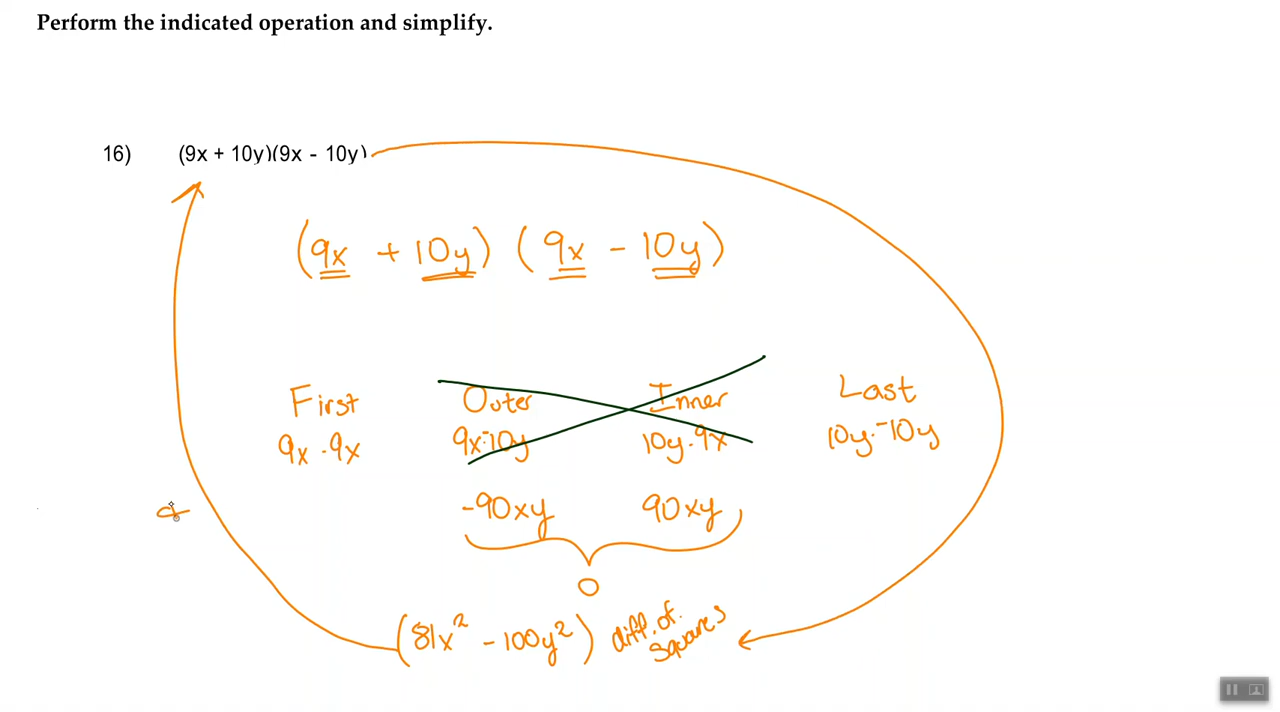 Perform the indicated operation and simplify.
16) (9x + 10y)(9x - 10y)
(9x + 10y) (9x - 10y)
First Outer Inner Last
9x · 9x 9x · -10y 10y · 9x 10y · -10y
-90xy 90xy
0
(81x² - 100y²) diff. of. squares